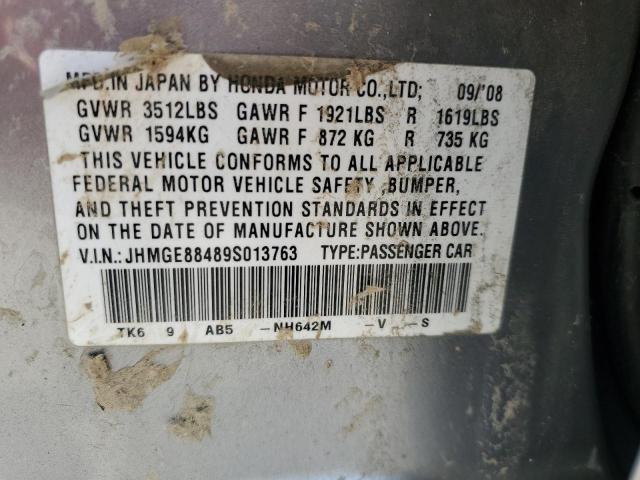 MFD.IN JAPAN BY HONDA MOTOR CO.,LTD; 09/'08
GVWR 3512LBS GAWR F 1921LBS R 1619LBS
GVWR 1594KG GAWR F 872 KG R 735 KG
THIS VEHICLE CONFORMS TO ALL APPLICABLE
FEDERAL MOTOR VEHICLE SAFETY ,BUMPER,
AND THEFT PREVENTION STANDARDS IN EFFECT
ON THE DATE OF MANUFACTURE SHOWN ABOVE.
V.I.N.:JHMGE88489S013763 TYPE:PASSENGER CAR
TK6 9 AB5 -NH642M -V -S